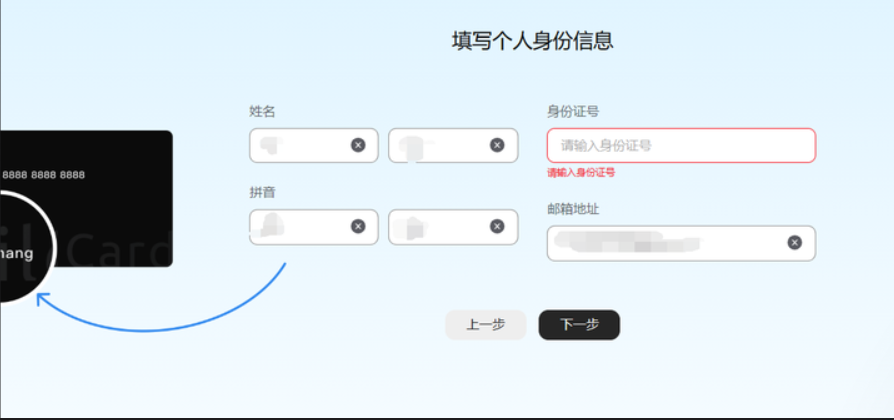 填写个人身份信息
姓名
身份证号
请输入身份证号
请输入身份证号
8888 8888 8888
拼音
邮箱地址
Card
hang
上一步
下一步